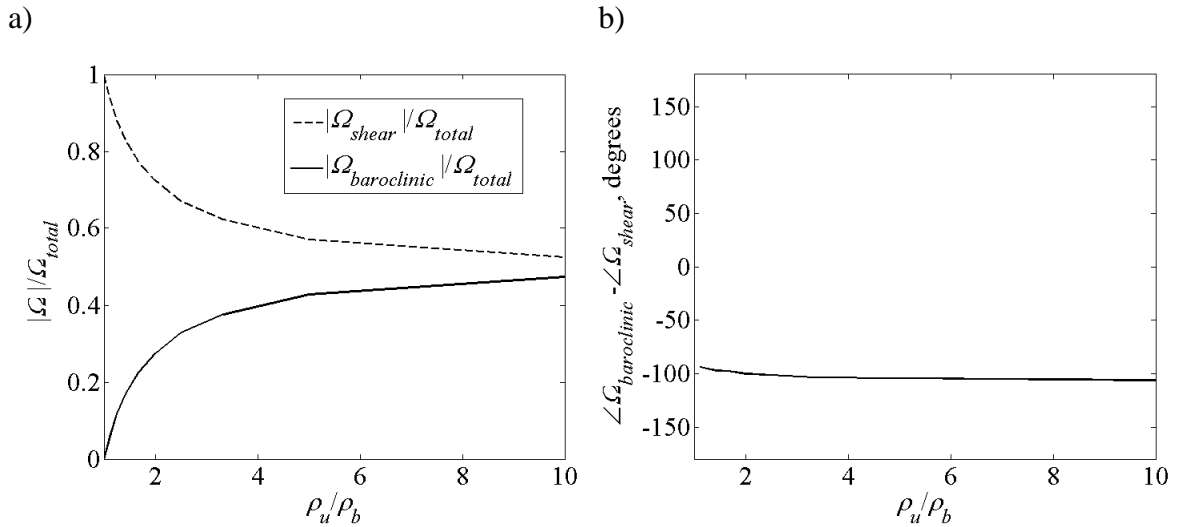 a)
|Ω|/Ω_total
1
0.8
0.6
0.4
0.2
0
|Ω_shear |/Ω_total
|Ω_baroclinic |/Ω_total
2 4 6 8 10
ρ_u/ρ_b
b)
∠Ω_baroclinic -∠Ω_shear, degrees
150
100
50
0
-50
-100
-150
2 4 6 8 10
ρ_u/ρ_b